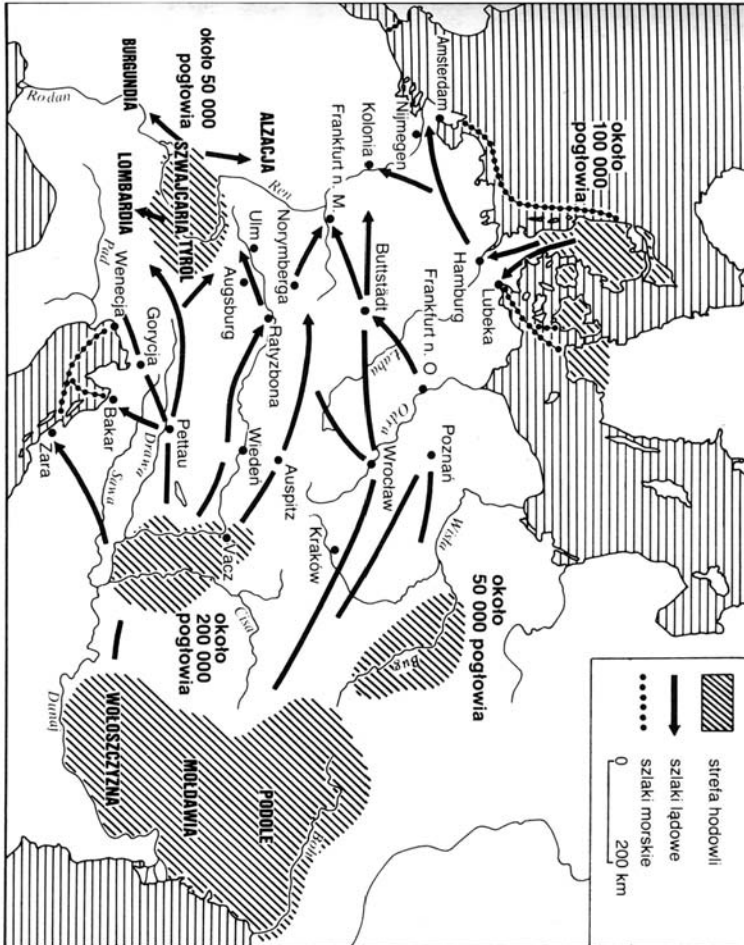 strefa hodowli
szlaki lądowe
szlaki morskie
0 200 km
około
100 000
pogłowia
około
50 000 pogłowia
Amsterdam
Nijmegen
Kolonia
Frankfurt n. M.
Hamburg
Lubeka
Frankfurt n. O
Buttstädt
Łaba
Odra
Poznań
Wrocław
Wisła
Kraków
Bug
Norymberga
Ratyzbona
Augsburg
Ulm
Ren
Wiedeń
Auspitz
Vacz
Cisa
około
200 000
pogłowia
PODOLE
MOŁDAWIA
WOŁOSZCZYZNA
Dunaj
ALZACJA
około 50 000
pogłowia
SZWAJCARIA, TYROL
BURGUNDIA
LOMBARDIA
Rodan
Pad
Wenecja
Gorycja
Bakar
Pettau
Drawa
Sawa
Zara